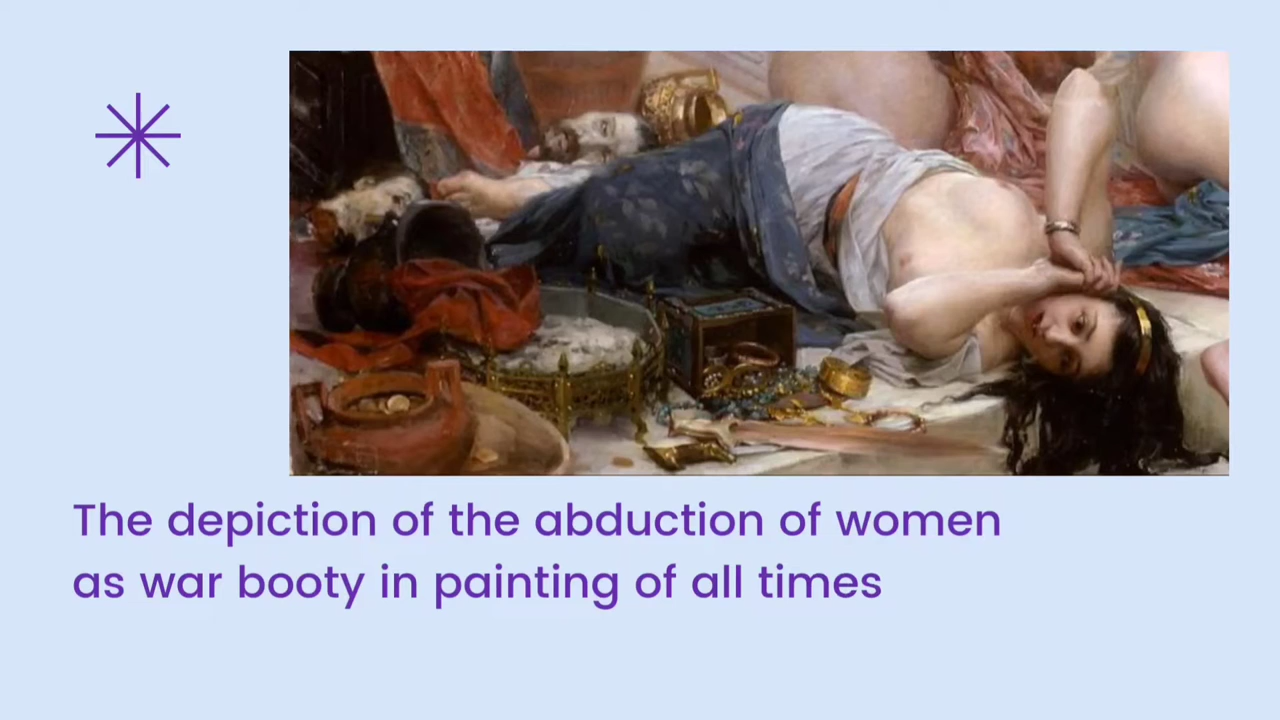 The depiction of the abduction of women
as war booty in painting of all times